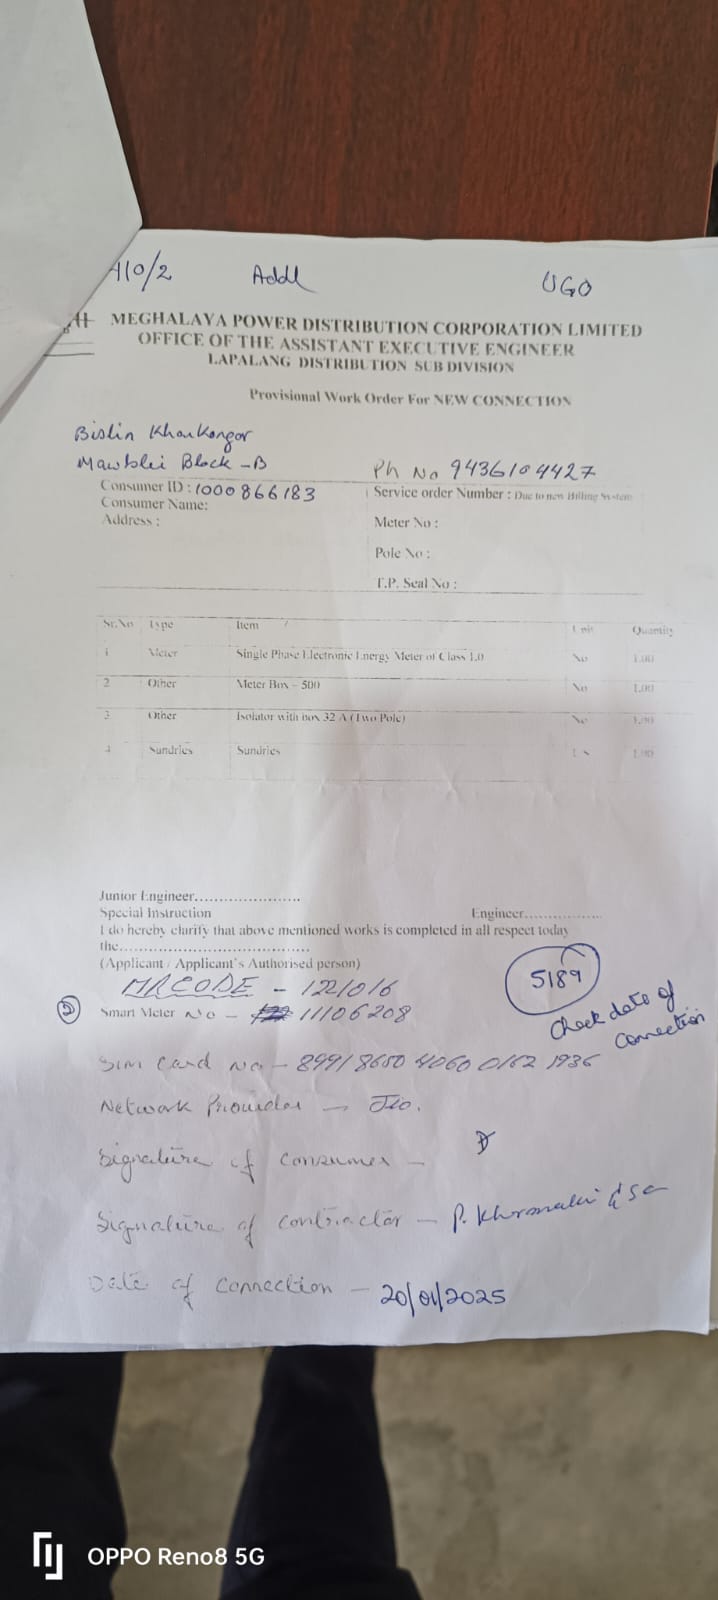 410/2 Addl UGO
MEGHALAYA POWER DISTRIBUTION CORPORATION LIMITED
OFFICE OF THE ASSISTANT EXECUTIVE ENGINEER
LAPALANG DISTRIBUTION SUB DIVISION
Provisional Work Order For NEW CONNECTION
Bislin Kharkongor
Mawblei Block - B
Ph No 9436104427
Consumer ID : 1000866183
Consumer Name:
Address :
Service order Number : Due to new Billing System
Meter No :
Pole No :
T.P. Seal No :
Sr.No Type Item Unit Quantity
1 Meter Single Phase Electronic Energy Meter of Class 1.0 No 1.00
2 Other Meter Box - 500 No 1.00
3 Other Isolator with box 32 A (Two Pole) No 1.00
4 Sundries Sundries 1.00
Junior Engineer......................
Special Instruction Engineer................
I do hereby clarify that above mentioned works is completed in all respect today
the....................................
(Applicant / Applicant's Authorised person)
MRCODE - 1221016
5189
Check date of
connection
2 Smart Meter No - 11106208
SIM Card No - 8991 8650 4060 0162 1936
Network Provider - Jio.
Signature of consumer -
Signature of contractor - P.
Date of connection - 20/01/2025
OPPO Reno8 5G